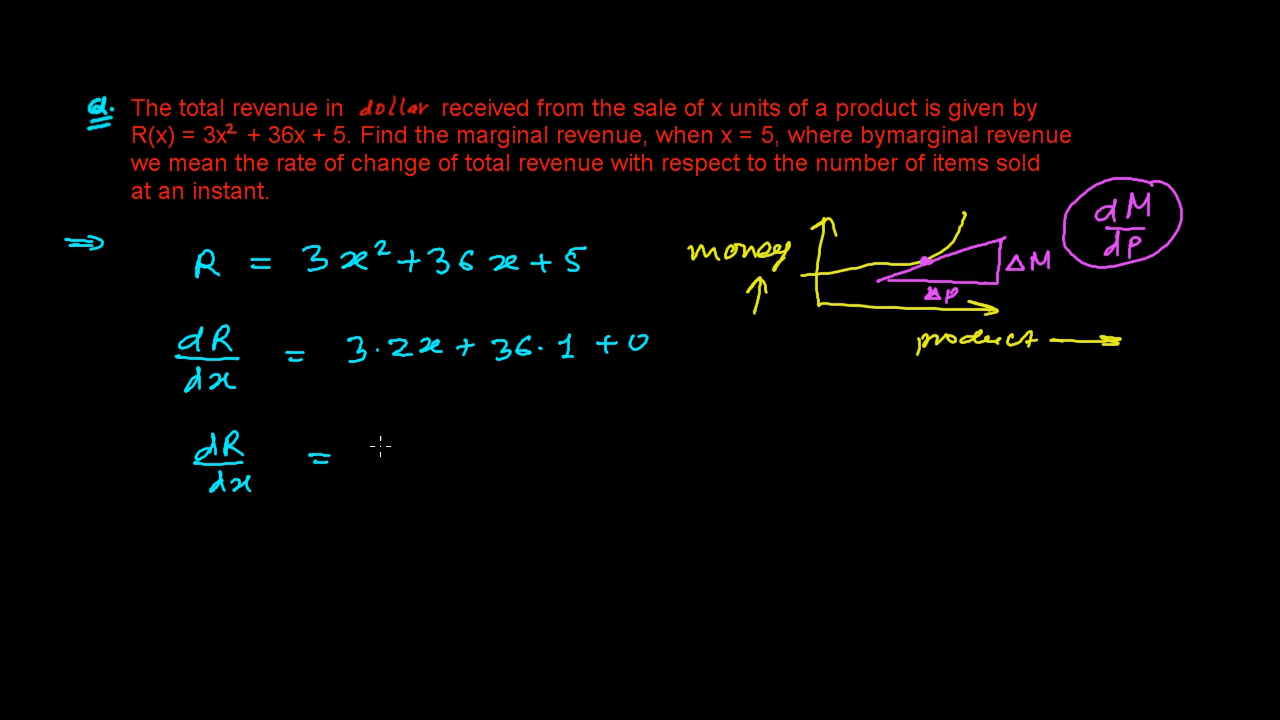 Q. The total revenue in dollar received from the sale of x units of a product is given by
R(x) = 3x² + 36x + 5. Find the marginal revenue, when x = 5, where bymarginal revenue
we mean the rate of change of total revenue with respect to the number of items sold
at an instant.
⇒ R = 3x² + 36x + 5
money
ΔM
ΔP
product
dM/dP
dR/dx = 3·2x + 36·1 + 0
dR/dx =